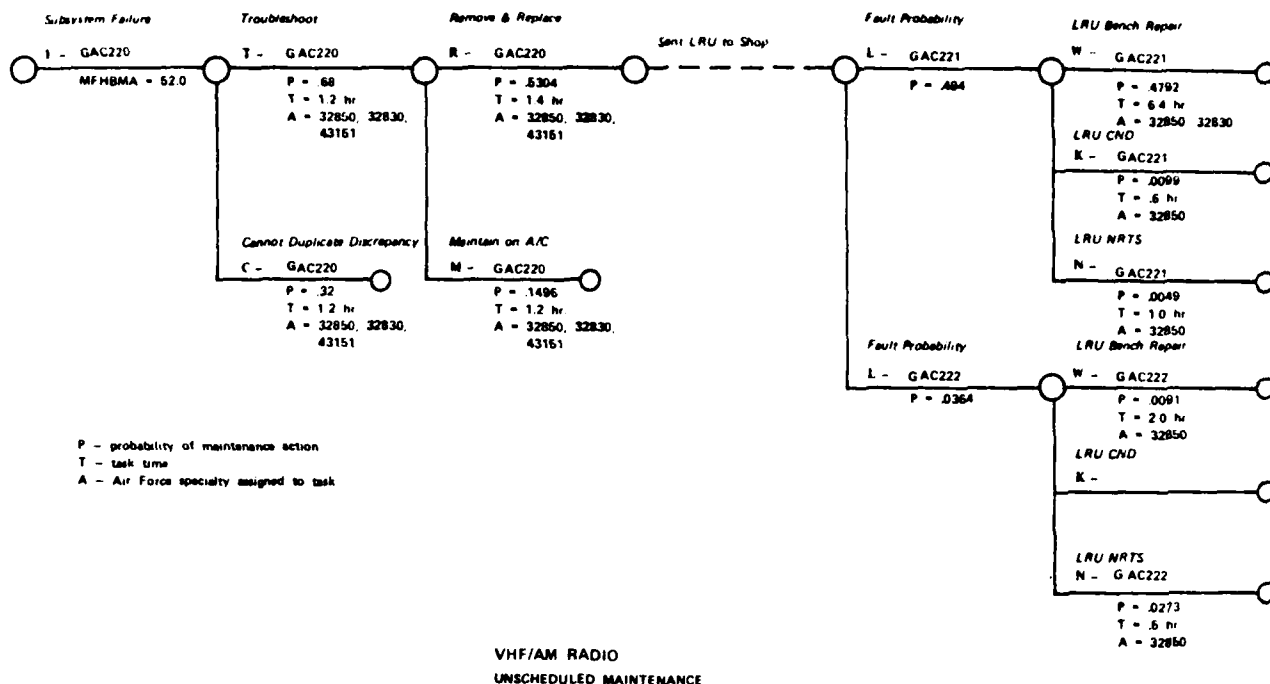 Subsystem Failure
I - GAC220
MFHBMA = 52.0
Troubleshoot
T - GAC220
P = .68
T = 1.2 hr
A = 32850, 32830,
43151
Cannot Duplicate Discrepancy
C - GAC220
P = .32
T = 1.2 hr
A = 32850, 32830,
43151
Remove & Replace
R - GAC220
P = .5304
T = 1.4 hr
A = 32850, 32830,
43151
Maintain on A/C
M - GAC220
P = .1496
T = 1.2 hr.
A = 32850, 32830,
43151
Sent LRU to Shop
Fault Probability
L - GAC221
P = .494
LRU Bench Repair
W - GAC221
P = .4792
T = 6.4 hr
A = 32850 32830
LRU CND
K - GAC221
P = .0099
T = .6 hr
A = 32850
LRU NRTS
N - GAC221
P = .0049
T = 1.0 hr
A = 32850
Fault Probability
L - GAC222
P = .0364
LRU Bench Repair
W - GAC222
P = .0091
T = 2.0 hr
A = 32850
LRU CND
K -
LRU NRTS
N - GAC222
P = .0273
T = .6 hr
A = 32850
P - probability of maintenance action
T - task time
A - Air Force specialty assigned to task
VHF/AM RADIO
UNSCHEDULED MAINTENANCE